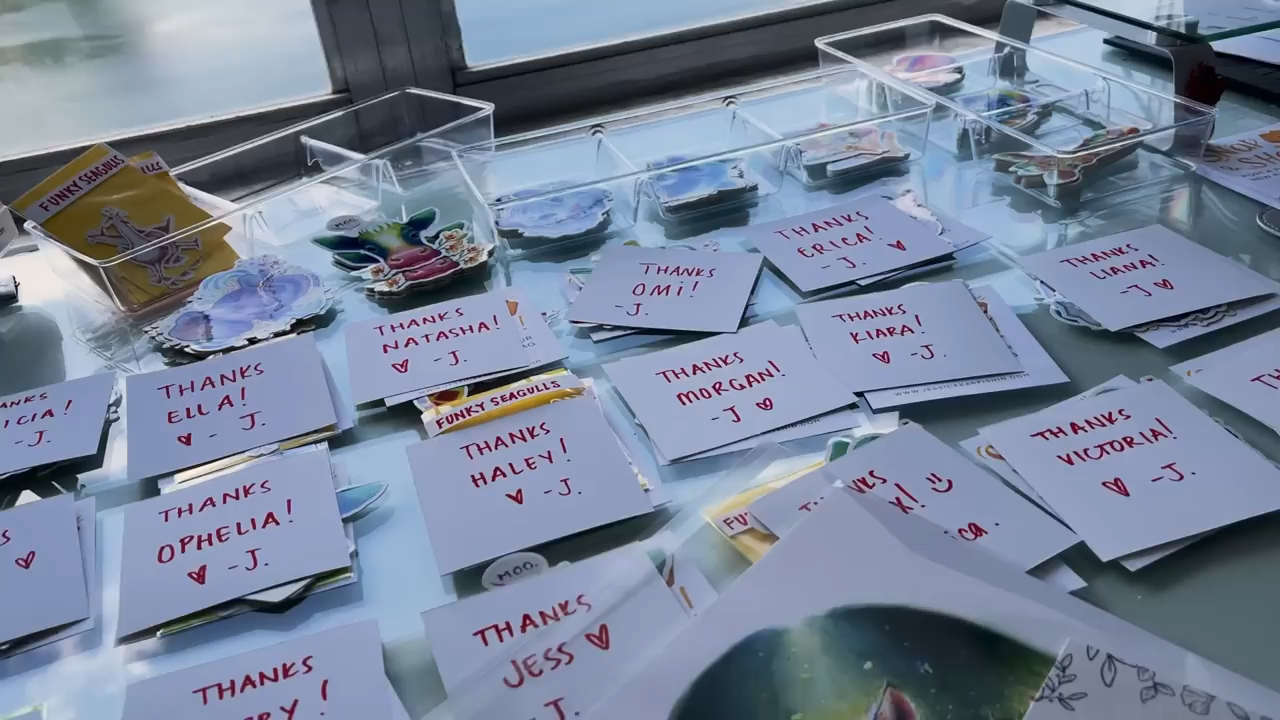 FUNKY SEAGULLS
MOO.
THANKS
ERICA!
-J.
THANKS
OMI!
-J.
THANKS
LIANA!
-J
THANKS
NATASHA!
-J.
THANKS
KIARA!
-J.
THANKS
MORGAN!
-J
THANKS
ELLA!
- J.
-J.
FUNKY SEAGULLS
THANKS
HALEY!
-J.
THANKS
VICTORIA!
-J.
THANKS
OPHELIA!
-J.
MOO.
THANKS
JESS
J.
THANKS